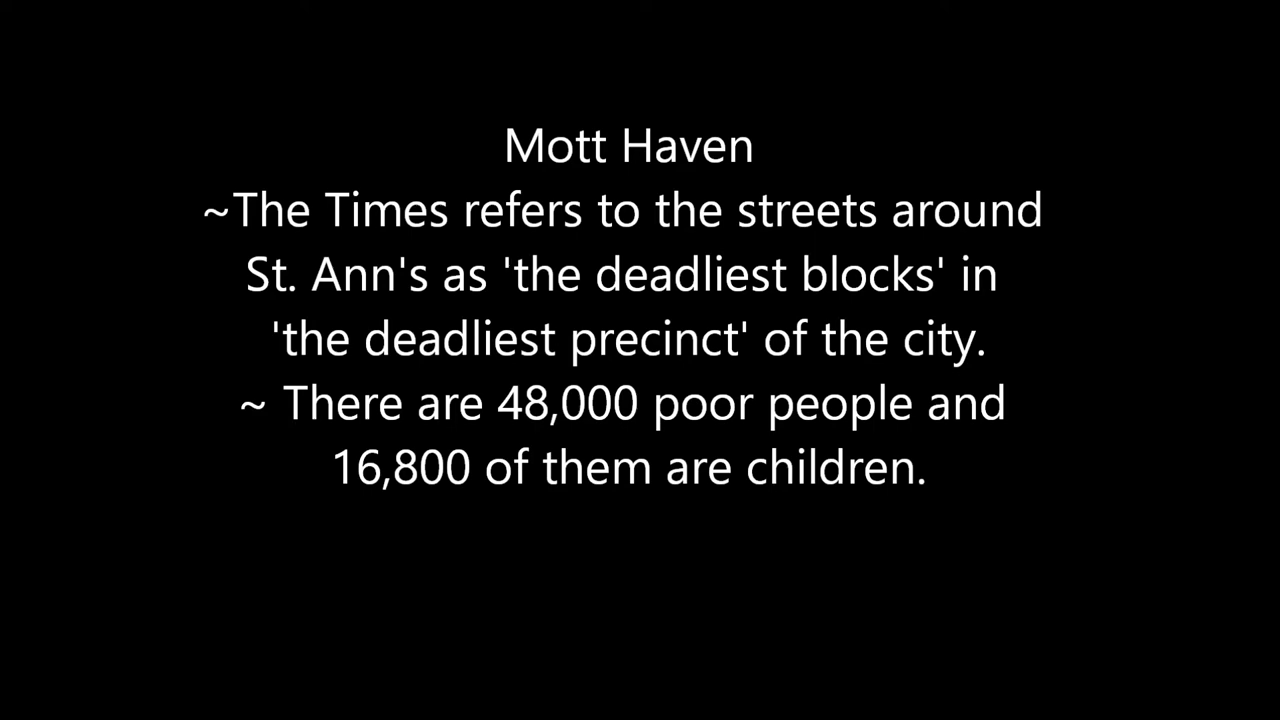 Mott Haven
~The Times refers to the streets around
St. Ann's as 'the deadliest blocks' in
'the deadliest precinct' of the city.
~ There are 48,000 poor people and
16,800 of them are children.